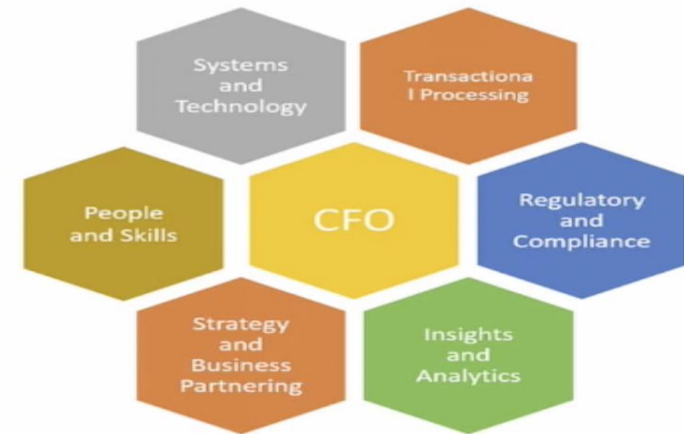 Systems
and
Technology
Transactiona
l Processing
People
and Skills
CFO
Regulatory
and
Compliance
Strategy
and
Business
Partnering
Insights
and
Analytics